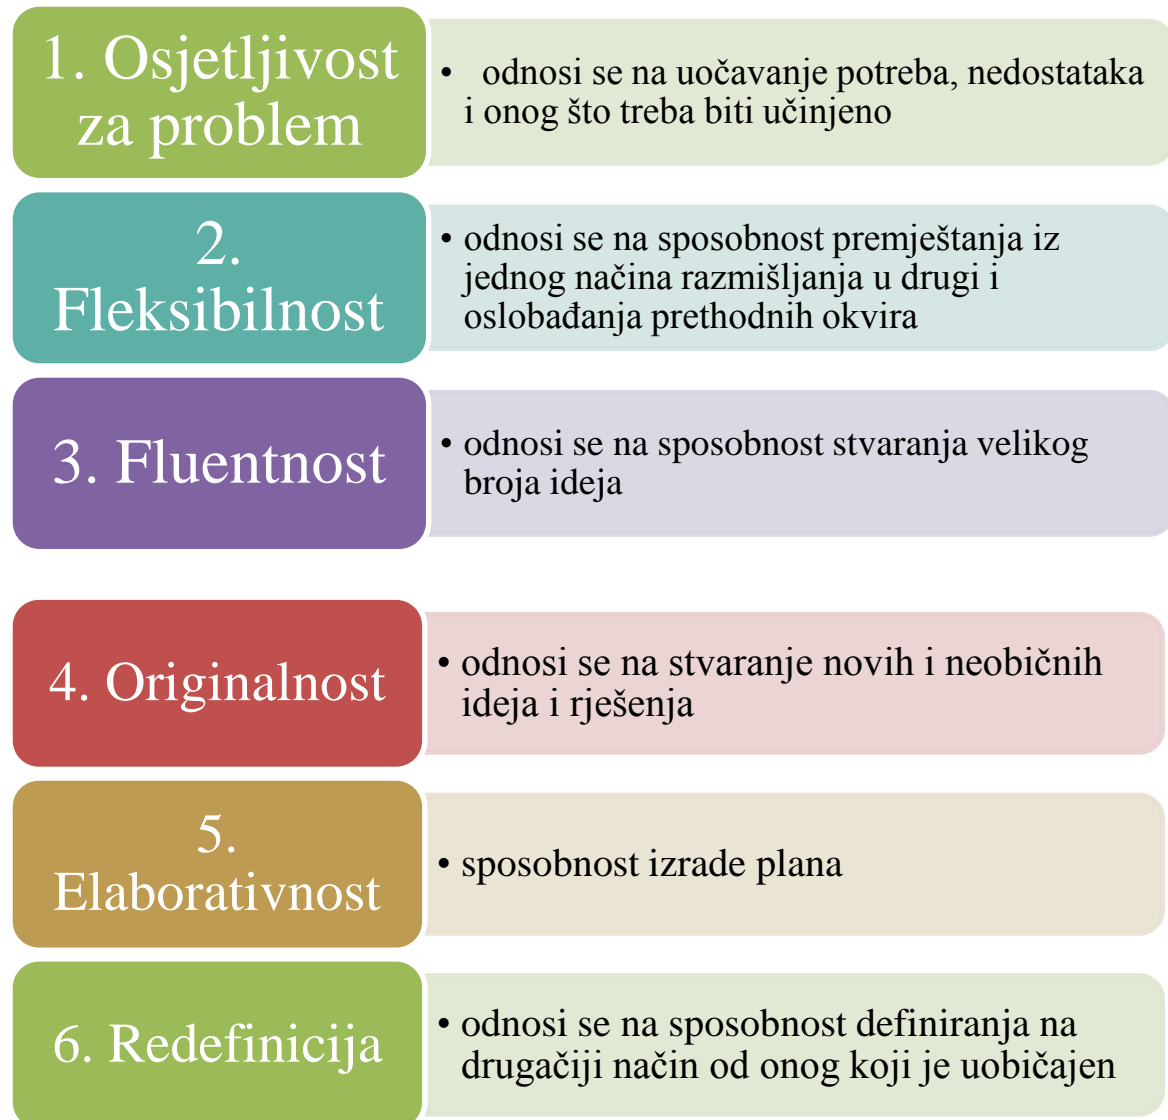 1. Osjetljivost
za problem
• odnosi se na uočavanje potreba, nedostataka
i onog što treba biti učinjeno
2.
Fleksibilnost
• odnosi se na sposobnost premještanja iz
jednog načina razmišljanja u drugi i
oslobađanja prethodnih okvira
3. Fluentnost
• odnosi se na sposobnost stvaranja velikog
broja ideja
4. Originalnost
• odnosi se na stvaranje novih i neobičnih
ideja i rješenja
5.
Elaborativnost
• sposobnost izrade plana
6. Redefinicija
• odnosi se na sposobnost definiranja na
drugačiji način od onog koji je uobičajen